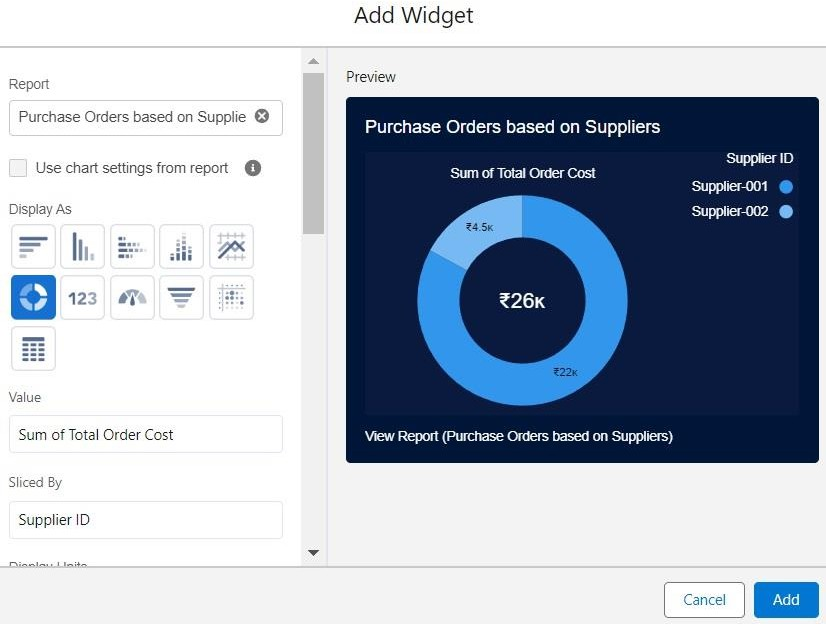 Add Widget
Report
Purchase Orders based on Supplie
Use chart settings from report
Display As
123
Value
Sum of Total Order Cost
Sliced By
Supplier ID
Display Units
Preview
Purchase Orders based on Suppliers
Sum of Total Order Cost
Supplier ID
Supplier-001
Supplier-002
₹4.5K
₹26K
₹22K
View Report (Purchase Orders based on Suppliers)
Cancel
Add